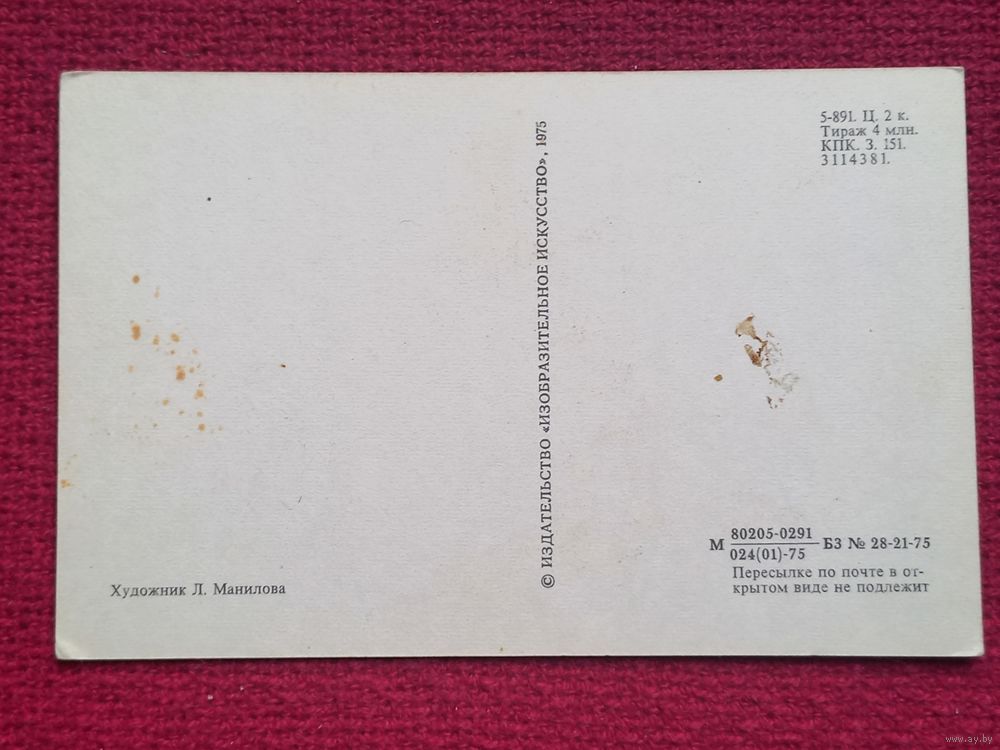 5-891. Ц. 2 к.
Тираж 4 млн.
КПК. З. 151.
3114381.
© ИЗДАТЕЛЬСТВО «ИЗОБРАЗИТЕЛЬНОЕ ИСКУССТВО», 1975
М 80205-0291 БЗ № 28-21-75
024(01)-75
Пересылке по почте в от-
крытом виде не подлежит
Художник Л. Манилова
www.ay.by